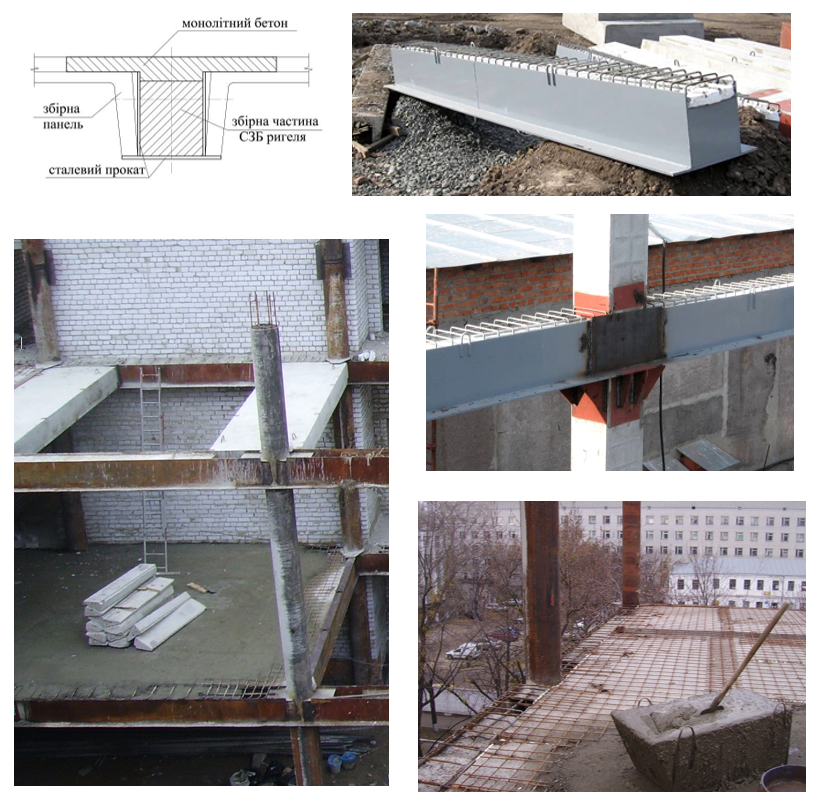 монолітний бетон
збірна
панель
збірна частина
СЗБ ригеля
сталевий прокат